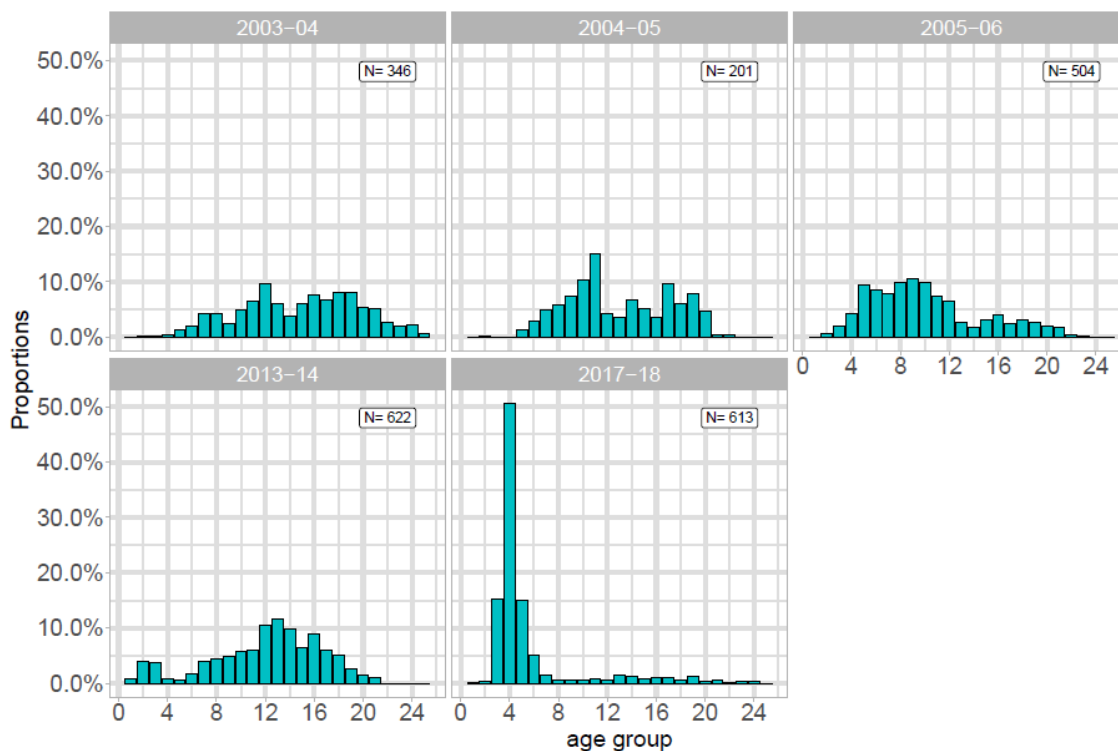 2003−04
2004−05
2005−06
N= 346
N= 201
N= 504
50.0%
40.0%
30.0%
20.0%
10.0%
0.0%
4 8 12 16 20 24
2013−14
2017−18
N= 622
N= 613
50.0%
40.0%
30.0%
20.0%
10.0%
0.0%
0 4 8 12 16 20 24
0 4 8 12 16 20 24
Proportions
age group